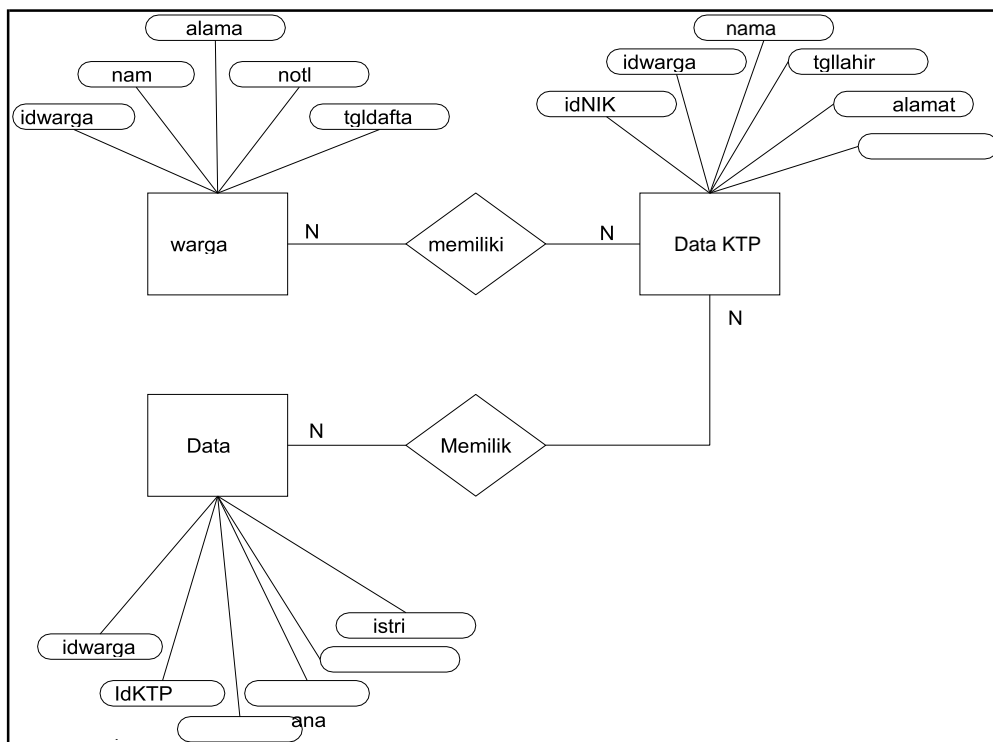 alama
nama
nam
notl
idwarga
tgllahir
idwarga
tgldafta
idNIK
alamat
N
N
warga
memiliki
Data KTP
N
N
Data
Memilik
istri
idwarga
IdKTP
ana